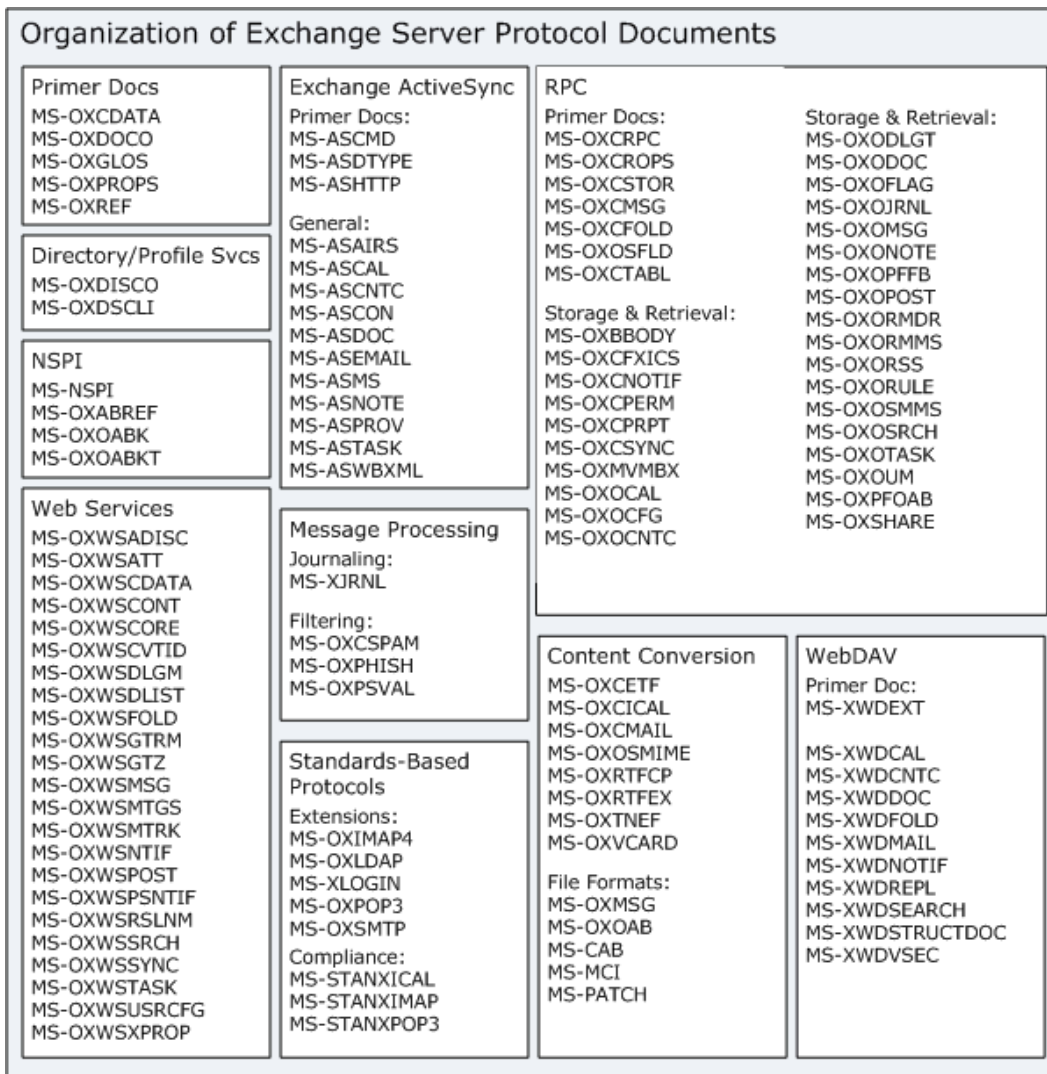 Organization of Exchange Server Protocol Documents
Primer Docs
MS-OXCDATA
MS-OXDOCO
MS-OXGLOS
MS-OXPROPS
MS-OXREF
Directory/Profile Svcs
MS-OXDISCO
MS-OXDSCLI
NSPI
MS-NSPI
MS-OXABREF
MS-OXOABK
MS-OXOABKT
Web Services
MS-OXWSADISC
MS-OXWSATT
MS-OXWSCDATA
MS-OXWSCONT
MS-OXWSCORE
MS-OXWSCVTID
MS-OXWSDLGM
MS-OXWSDLIST
MS-OXWSFOLD
MS-OXWSGTRM
MS-OXWSGTZ
MS-OXWSMSG
MS-OXWSMTGS
MS-OXWSMTRK
MS-OXWSNTIF
MS-OXWSPOST
MS-OXWSPSNTIF
MS-OXWSRSLNM
MS-OXWSSRCH
MS-OXWSSYNC
MS-OXWSTASK
MS-OXWSUSRCFG
MS-OXWSXPROP
Exchange ActiveSync
Primer Docs:
MS-ASCMD
MS-ASDTYPE
MS-ASHTTP
General:
MS-ASAIRS
MS-ASCAL
MS-ASCNTC
MS-ASCON
MS-ASDOC
MS-ASEMAIL
MS-ASMS
MS-ASNOTE
MS-ASPROV
MS-ASTASK
MS-ASWBXML
Message Processing
Journaling:
MS-XJRNL
Filtering:
MS-OXCSPAM
MS-OXPHISH
MS-OXPSVAL
Standards-Based
Protocols
Extensions:
MS-OXIMAP4
MS-OXLDAP
MS-XLOGIN
MS-OXPOP3
MS-OXSMTP
Compliance:
MS-STANXICAL
MS-STANXIMAP
MS-STANXPOP3
RPC
Primer Docs:
MS-OXCRPC
MS-OXCROPS
MS-OXCSTOR
MS-OXCMSG
MS-OXCFOLD
MS-OXOSFLD
MS-OXCTABL
Storage & Retrieval:
MS-OXBBODY
MS-OXCFXICS
MS-OXCNOTIF
MS-OXCPERM
MS-OXCPRPT
MS-OXCSYNC
MS-OXMVMBX
MS-OXOCAL
MS-OXOCFG
MS-OXOCNTC
Storage & Retrieval:
MS-OXODLGT
MS-OXODOC
MS-OXOFLAG
MS-OXOJRNL
MS-OXOMSG
MS-OXONOTE
MS-OXOPFFB
MS-OXOPOST
MS-OXORMDR
MS-OXORMMS
MS-OXORSS
MS-OXORULE
MS-OXOSMMS
MS-OXOSRCH
MS-OXOTASK
MS-OXOUM
MS-OXPFOAB
MS-OXSHARE
Content Conversion
MS-OXCETF
MS-OXCICAL
MS-OXCMAIL
MS-OXOSMIME
MS-OXRTFCP
MS-OXRTFEX
MS-OXTNEF
MS-OXVCARD
File Formats:
MS-OXMSG
MS-OXOAB
MS-CAB
MS-MCI
MS-PATCH
WebDAV
Primer Doc:
MS-XWDEXT
MS-XWDCAL
MS-XWDCNTC
MS-XWDDOC
MS-XWDFOLD
MS-XWDMAIL
MS-XWDNOTIF
MS-XWDREPL
MS-XWDSEARCH
MS-XWDSTRUCTDOC
MS-XWDVSEC